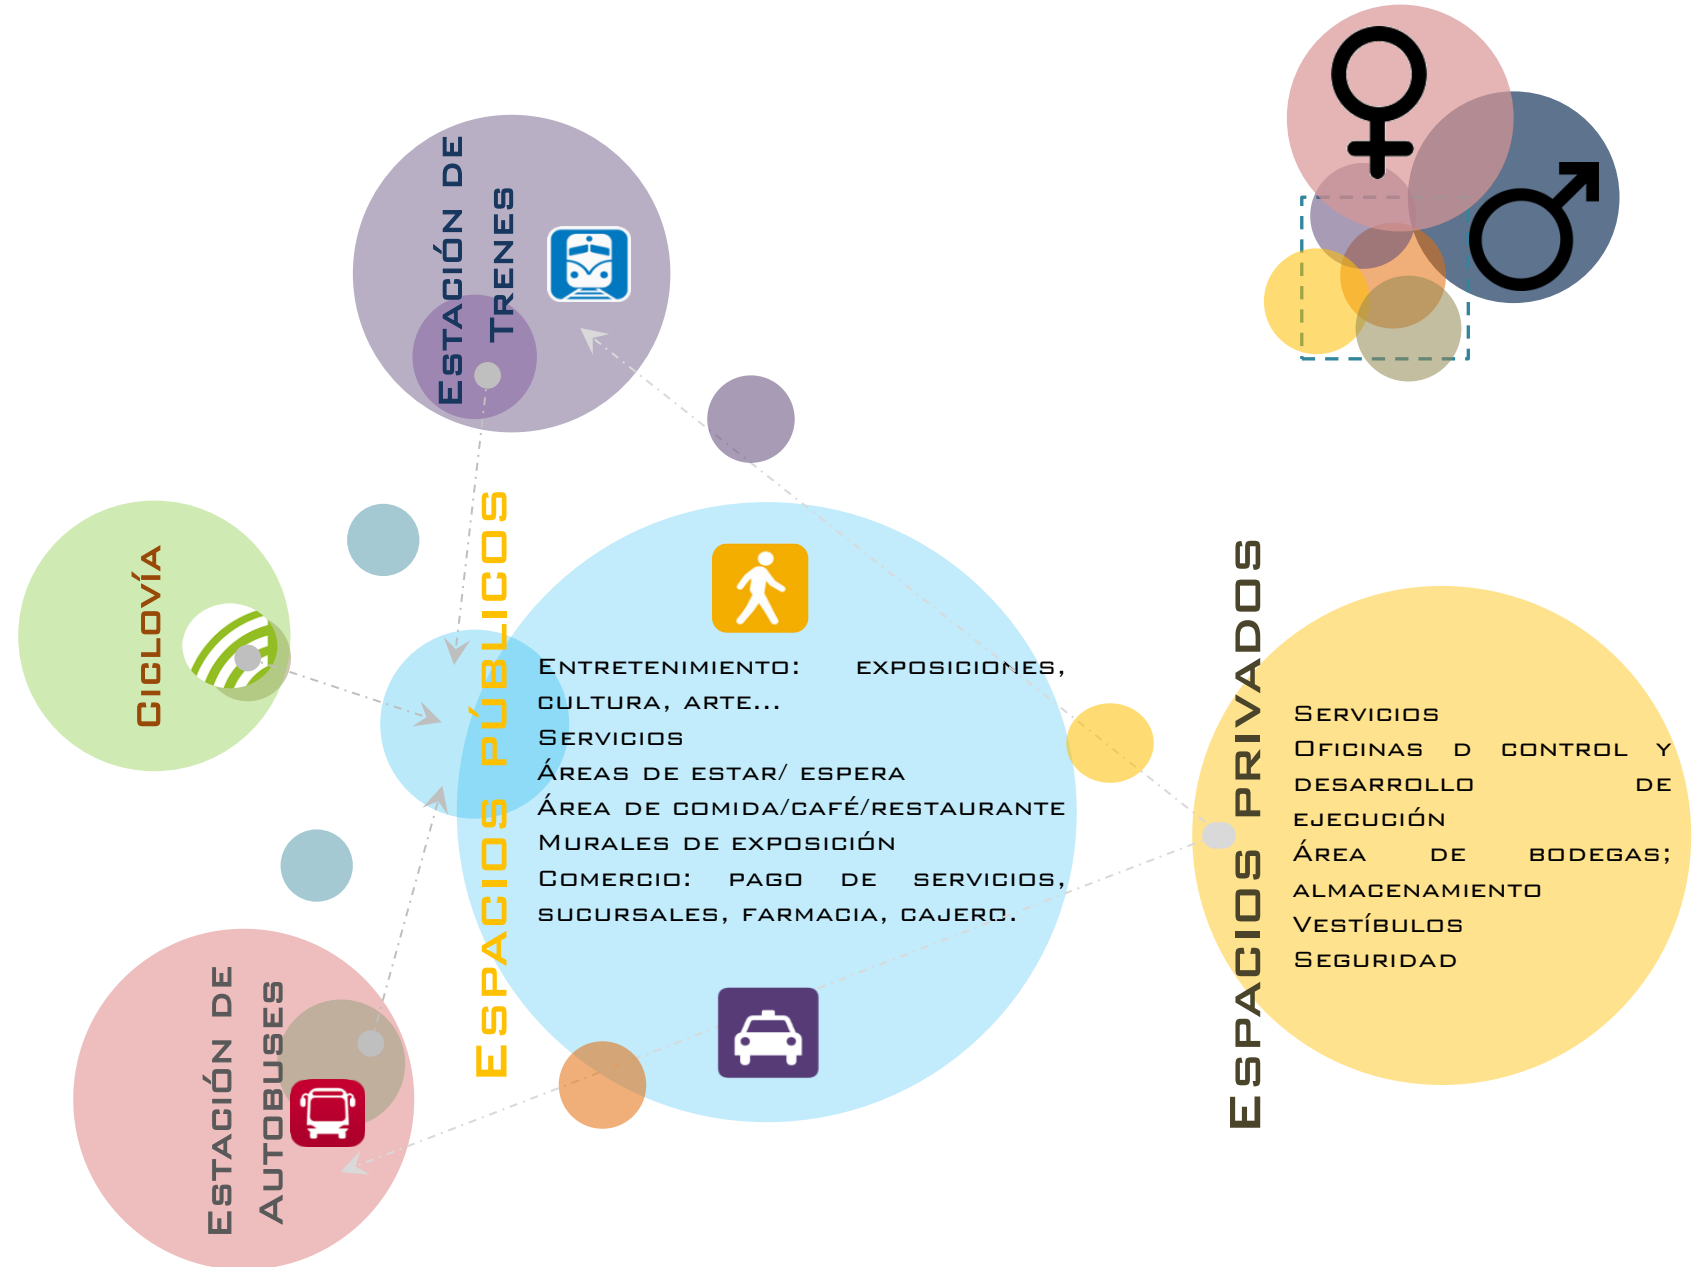 Estación de
Trenes
Ciclovía
Espacios públicos
Entretenimiento: exposiciones,
cultura, arte...
Servicios
Áreas de estar/ espera
Área de comida/café/restaurante
Murales de exposición
Comercio: pago de servicios,
sucursales, farmacia, cajero.
Espacios privados
Servicios
Oficinas d control y
desarrollo de
ejecución
Área de bodegas;
almacenamiento
Vestíbulos
Seguridad
Estación de
Autobuses